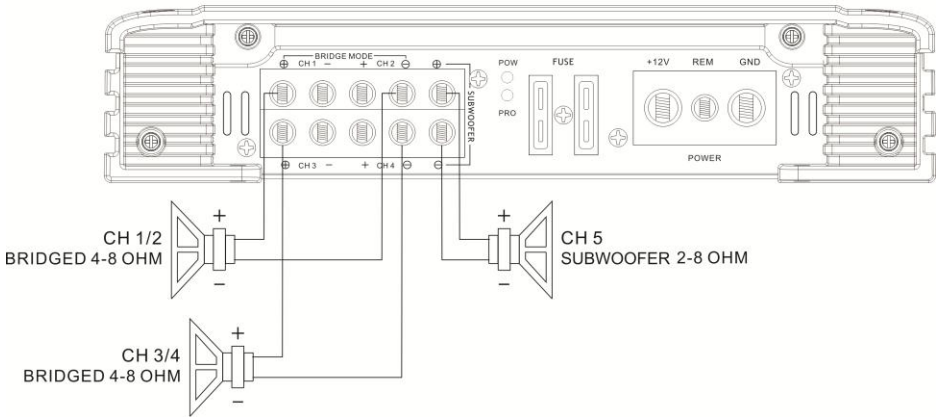 BRIDGE MODE
⊕ CH 1 − + CH 2 ⊖ ⊕
SUBWOOFER
⊕ CH 3 − + CH 4 ⊖ ⊖
POW
PRO
FUSE
+12V REM GND
POWER
+
CH 1/2
BRIDGED 4-8 OHM
−
+
CH 5
SUBWOOFER 2-8 OHM
−
+
CH 3/4
BRIDGED 4-8 OHM
−